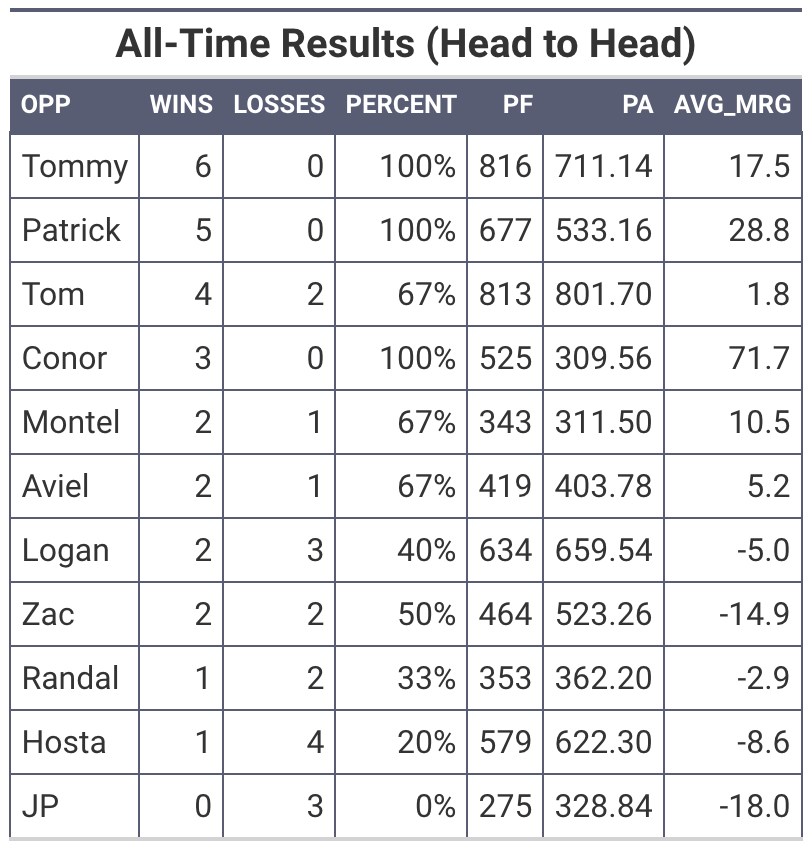 All-Time Results (Head to Head)
OPP WINS LOSSES PERCENT PF PA AVG_MRG
Tommy 6 0 100% 816 711.14 17.5
Patrick 5 0 100% 677 533.16 28.8
Tom 4 2 67% 813 801.70 1.8
Conor 3 0 100% 525 309.56 71.7
Montel 2 1 67% 343 311.50 10.5
Aviel 2 1 67% 419 403.78 5.2
Logan 2 3 40% 634 659.54 -5.0
Zac 2 2 50% 464 523.26 -14.9
Randal 1 2 33% 353 362.20 -2.9
Hosta 1 4 20% 579 622.30 -8.6
JP 0 3 0% 275 328.84 -18.0